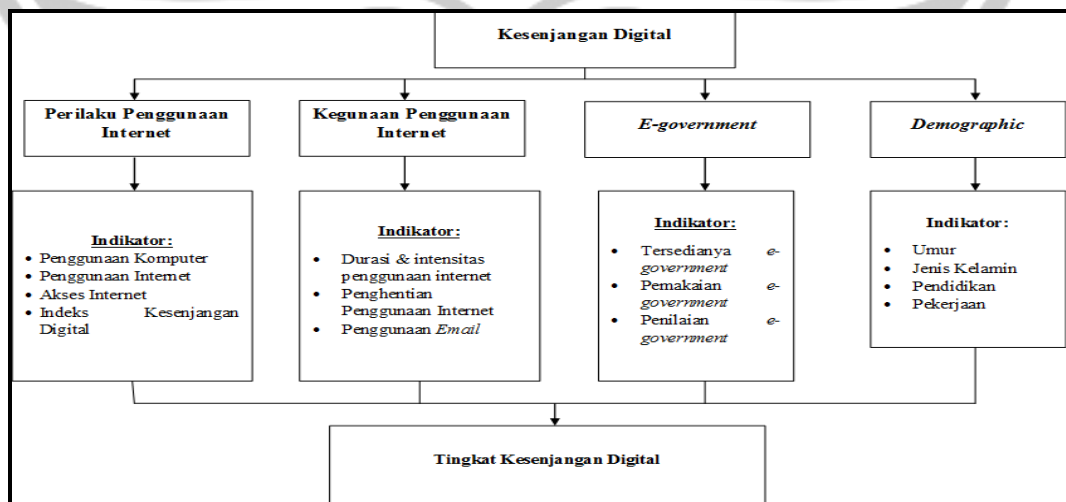 Kesenjangan Digital
Perilaku Penggunaan
Internet
Kegunaan Penggunaan
Internet
E-government
Demographic
Indikator:
• Penggunaan Komputer
• Penggunaan Internet
• Akses Internet
• Indeks Kesenjangan
Digital
Indikator:
• Durasi & intensitas
penggunaan internet
• Penghentian
Penggunaan Internet
• Penggunaan Email
Indikator:
• Tersedianya e-
government
• Pemakaian e-
government
• Penilaian e-
government
Indikator:
• Umur
• Jenis Kelamin
• Pendidikan
• Pekerjaan
Tingkat Kesenjangan Digital